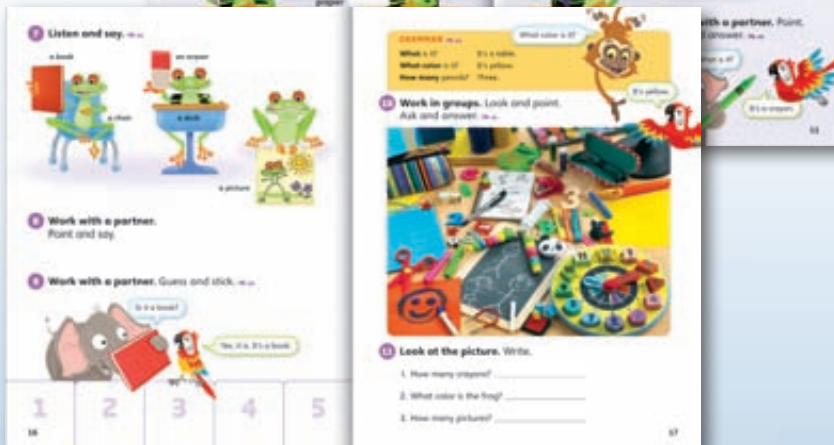 paper
7 Listen and say.
a book
an eraser
a chair
a desk
a picture
8 Work with a partner.
Point and say.
9 Work with a partner. Guess and stick.
Is it a book?
Yes, it is. It's a book.
1 2 3 4 5
16
GRAMMAR
What is it? It's a table.
What color is it? It's yellow.
How many pencils? Three.
What color is it?
It's yellow.
10 Work in groups. Look and point.
Ask and answer.
11 Look at the picture. Write.
1. How many crayons?
2. What color is the frog?
3. How many pictures?
17
with a partner. Point.
answer.
It's a crayon.